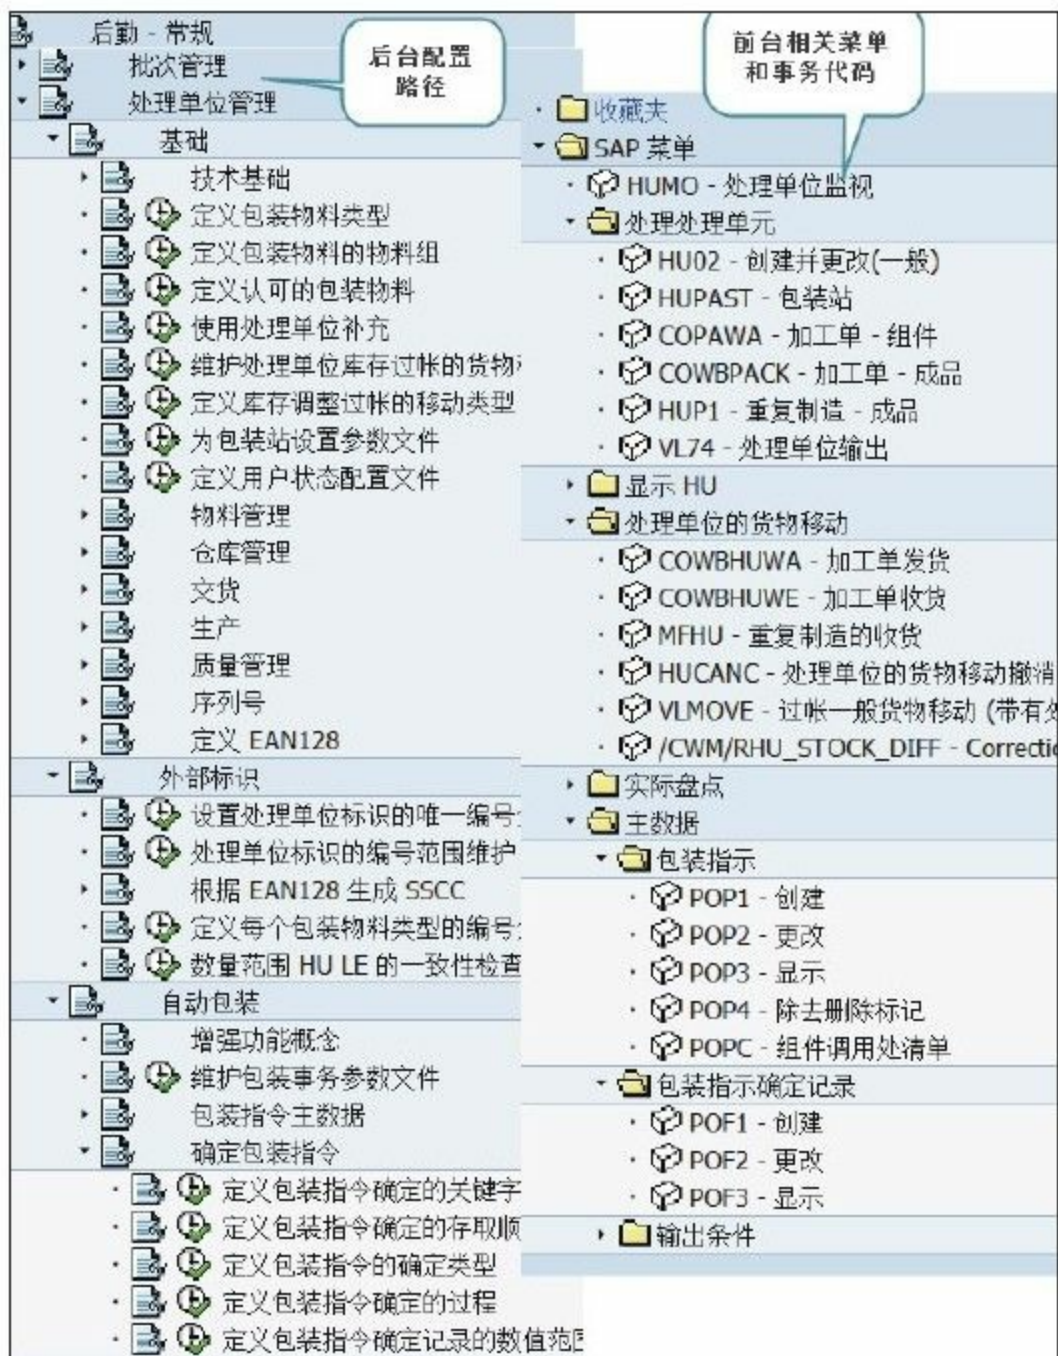 后勤 - 常规
批次管理
处理单位管理
基础
技术基础
定义包装物料类型
定义包装物料的物料组
定义认可的包装物料
使用处理单位补充
维护处理单位库存过帐的货物
定义库存调整过帐的移动类型
为包装站设置参数文件
定义用户状态配置文件
物料管理
仓库管理
交货
生产
质量管理
序列号
定义 EAN128
外部标识
设置处理单位标识的唯一编号
处理单位标识的编号范围维护
根据 EAN128 生成 SSCC
定义每个包装物料类型的编号
数量范围 HU LE 的一致性检查
自动包装
增强功能概念
维护包装事务参数文件
包装指令主数据
确定包装指令
定义包装指令确定的关键字
定义包装指令确定的存取顺
定义包装指令的确定类型
定义包装指令确定的过程
定义包装指令确定记录的数值范围
后台配置
路径
前台相关菜单
和事务代码
收藏夹
SAP 菜单
HUMO - 处理单位监视
处理处理单元
HU02 - 创建并更改(一般)
HUPAST - 包装站
COPAWA - 加工单 - 组件
COWBPACK - 加工单 - 成品
HUP1 - 重复制造 - 成品
VL74 - 处理单位输出
显示 HU
处理单位的货物移动
COWBHUWA - 加工单发货
COWBHUWE - 加工单收货
MFHU - 重复制造的收货
HUCANC - 处理单位的货物移动撤消
VLMOVE - 过帐一般货物移动 (带有
/CWM/RHU_STOCK_DIFF - Correctio
实际盘点
主数据
包装指示
POP1 - 创建
POP2 - 更改
POP3 - 显示
POP4 - 除去删除标记
POPC - 组件调用处清单
包装指示确定记录
POF1 - 创建
POF2 - 更改
POF3 - 显示
输出条件